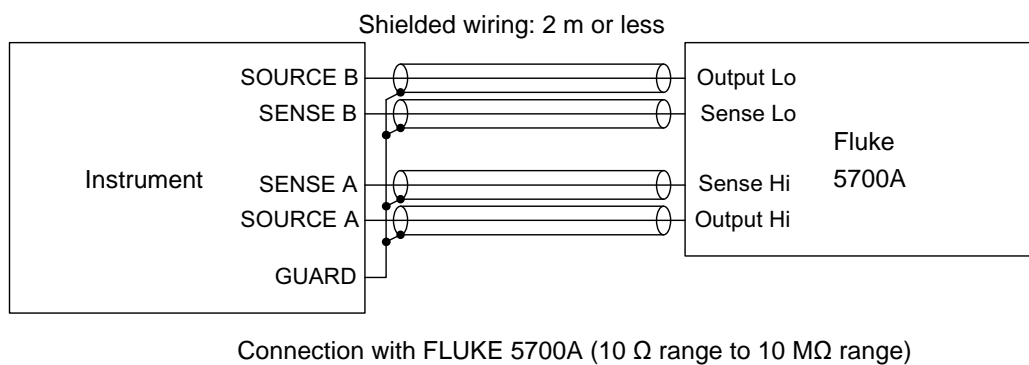 Shielded wiring: 2 m or less
SOURCE B
Output Lo
SENSE B
Sense Lo
Fluke
5700A
Instrument
SENSE A
Sense Hi
SOURCE A
Output Hi
GUARD
Connection with FLUKE 5700A (10 Ω range to 10 MΩ range)